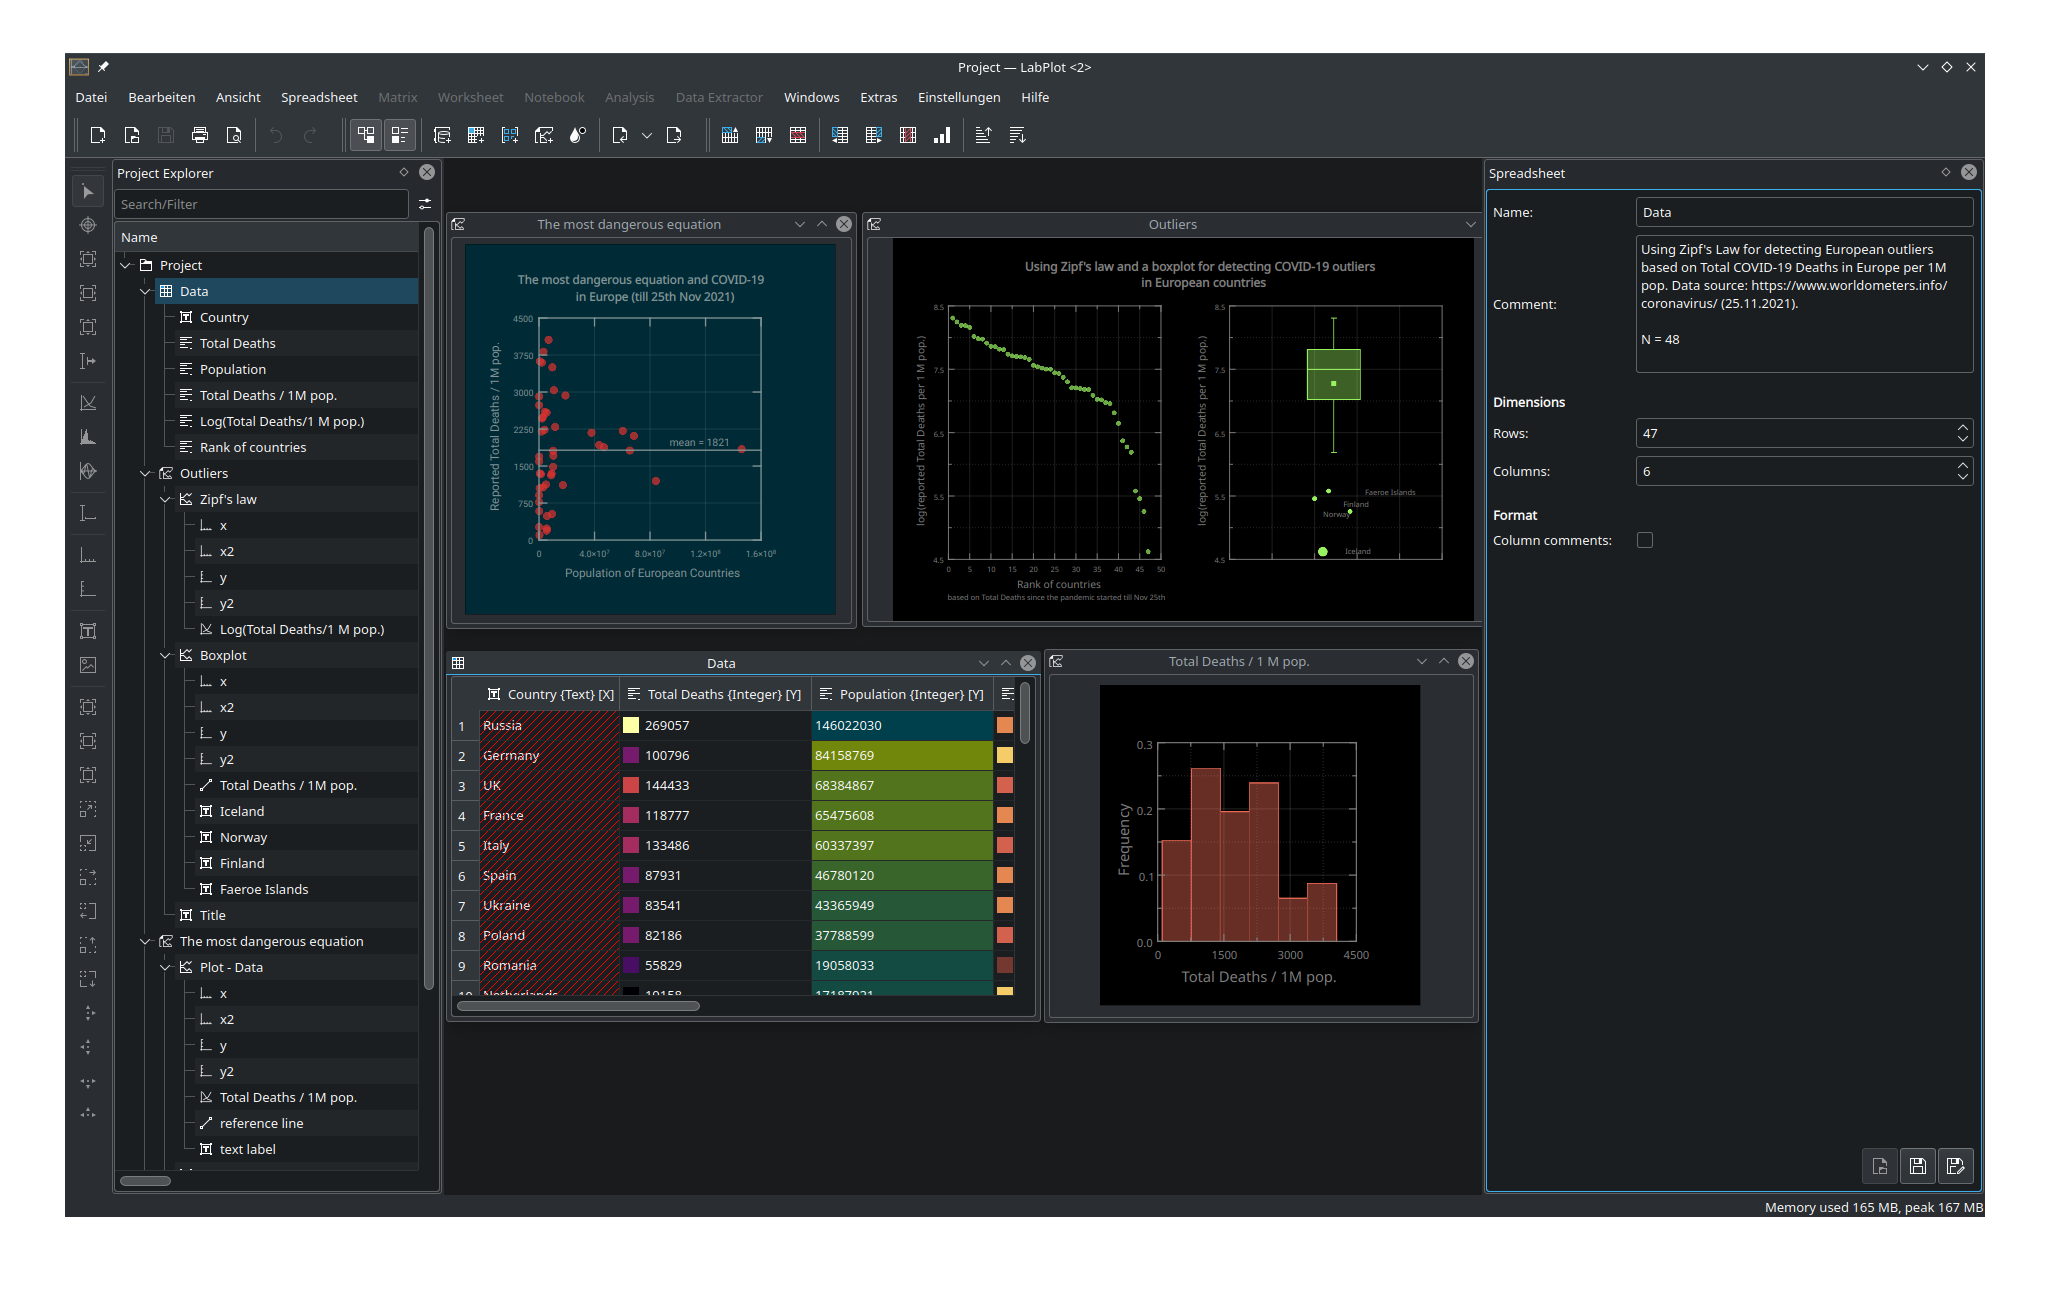 Project — LabPlot <2>
Datei Bearbeiten Ansicht Spreadsheet Matrix Worksheet Notebook Analysis Data Extractor Windows Extras Einstellungen Hilfe
Project Explorer
Search/Filter
Name
Project
Data
Country
Total Deaths
Population
Total Deaths / 1M pop.
Log(Total Deaths/1 M pop.)
Rank of countries
Outliers
Zipf's law
x
x2
y
y2
Log(Total Deaths/1 M pop.)
Boxplot
x
x2
y
y2
Total Deaths / 1M pop.
Iceland
Norway
Finland
Faeroe Islands
Title
The most dangerous equation
Plot - Data
x
x2
y
y2
Total Deaths / 1M pop.
reference line
text label
The most dangerous equation
The most dangerous equation and COVID-19
in Europe (till 25th Nov 2021)
Reported Total Deaths / 1M pop.
4500
3750
3000
2250
1500
750
0
mean = 1821
0 4.0×10⁷ 8.0×10⁷ 1.2×10⁸ 1.6×10⁸
Population of European Countries
Outliers
Using Zipf's law and a boxplot for detecting COVID-19 outliers
in European countries
log(reported Total Deaths per 1 M pop.)
8.5
7.5
6.5
5.5
4.5
0 5 10 15 20 25 30 35 40 45 50
Rank of countries
based on Total Deaths since the pandemic started till Nov 25th
log(reported Total Deaths per 1 M pop.)
8.5
7.5
6.5
5.5
4.5
Faeroe Islands
Finland
Norway
Iceland
Data
Country {Text} [X] Total Deaths {Integer} [Y] Population {Integer} [Y]
1 Russia 269057 146022030
2 Germany 100796 84158769
3 UK 144433 68384867
4 France 118777 65475608
5 Italy 133486 60337397
6 Spain 87931 46780120
7 Ukraine 83541 43365949
8 Poland 82186 37788599
9 Romania 55829 19058033
10 Netherlands 19158 17187921
Total Deaths / 1 M pop.
Frequency
0.3
0.2
0.1
0.0
0 1500 3000 4500
Total Deaths / 1M pop.
Spreadsheet
Name: Data
Comment:
Using Zipf's Law for detecting European outliers
based on Total COVID-19 Deaths in Europe per 1M
pop. Data source: https://www.worldometers.info/
coronavirus/ (25.11.2021).
N = 48
Dimensions
Rows: 47
Columns: 6
Format
Column comments:
Memory used 165 MB, peak 167 MB